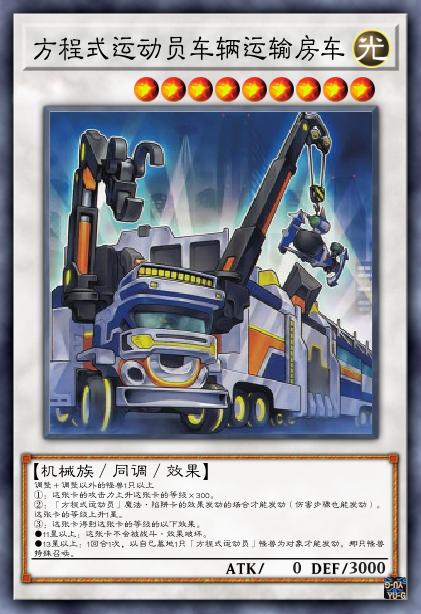 方程式运动员车辆运输房车
光
【机械族／同调／效果】
调整＋调整以外的怪兽1只以上
①：这张卡的攻击力上升这张卡的等级×300。
②：「方程式运动员」魔法·陷阱卡的效果发动的场合才能发动（伤害步骤也能发动）。
这张卡的等级上升1星。
③：这张卡得到这张卡的等级的以下效果。
●11星以上：这张卡不会被战斗·效果破坏。
●13星以上：1回合1次，以自己墓地1只「方程式运动员」怪兽为对象才能发动。那只怪兽
特殊召唤。
ATK/ 0 DEF/3000